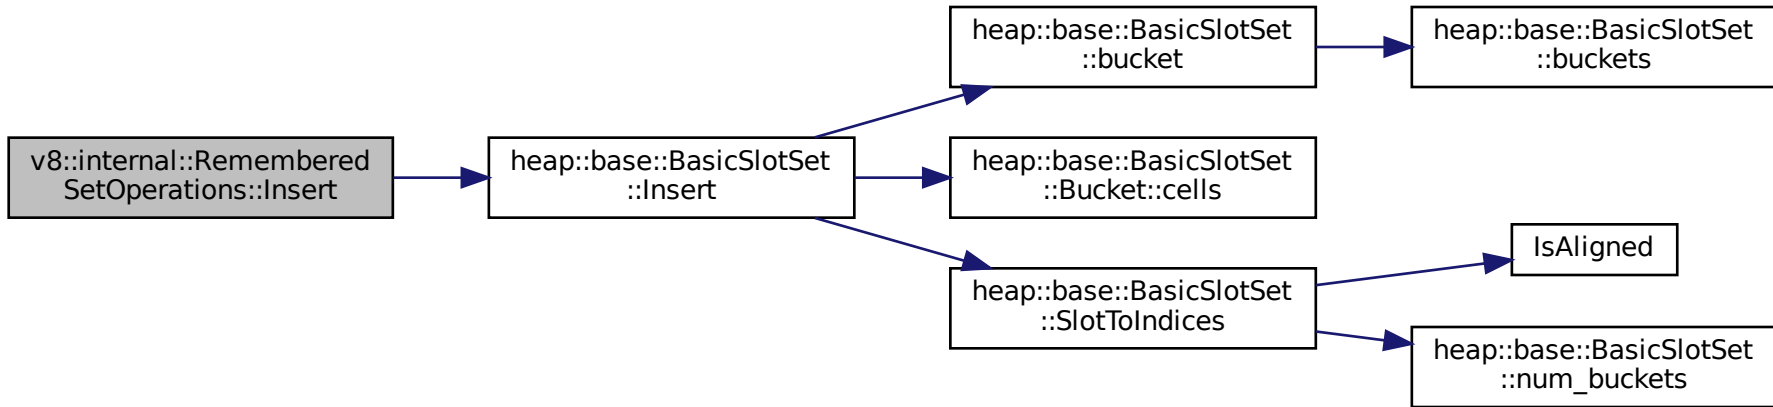 v8::internal::Remembered
SetOperations::Insert
heap::base::BasicSlotSet
::Insert
heap::base::BasicSlotSet
::bucket
heap::base::BasicSlotSet
::buckets
heap::base::BasicSlotSet
::Bucket::cells
heap::base::BasicSlotSet
::SlotToIndices
IsAligned
heap::base::BasicSlotSet
::num_buckets